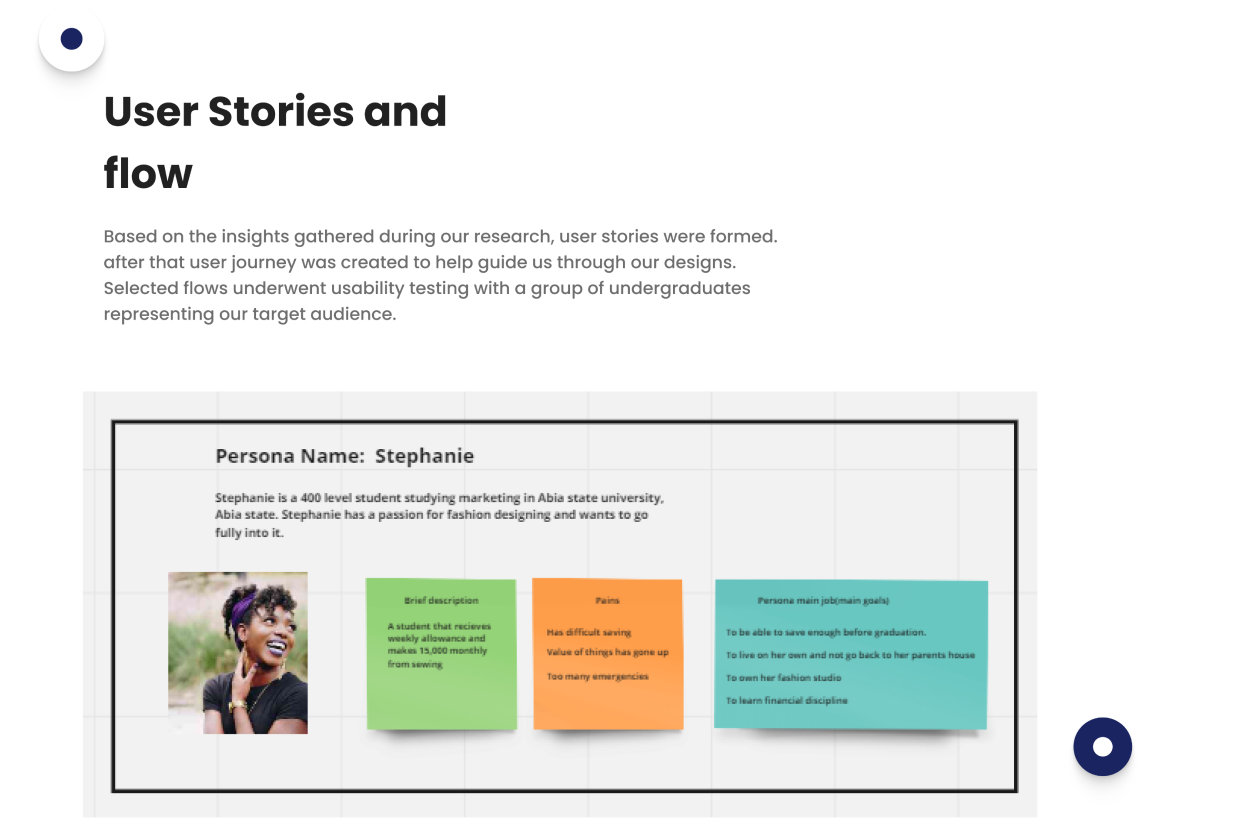 User Stories and
flow
Based on the insights gathered during our research, user stories were formed.
after that user journey was created to help guide us through our designs.
Selected flows underwent usability testing with a group of undergraduates
representing our target audience.
Persona Name: Stephanie
Stephanie is a 400 level student studying marketing in Abia state university,
Abia state. Stephanie has a passion for fashion designing and wants to go
fully into it.
Brief description
A student that recieves
weekly allowance and
makes 15,000 monthly
from sewing
Pains
Has difficult saving
Value of things has gone up
Too many emergencies
Persona main job(main goals)
To be able to save enough before graduation.
To live on her own and not go back to her parents house
To own her fashion studio
To learn financial discipline